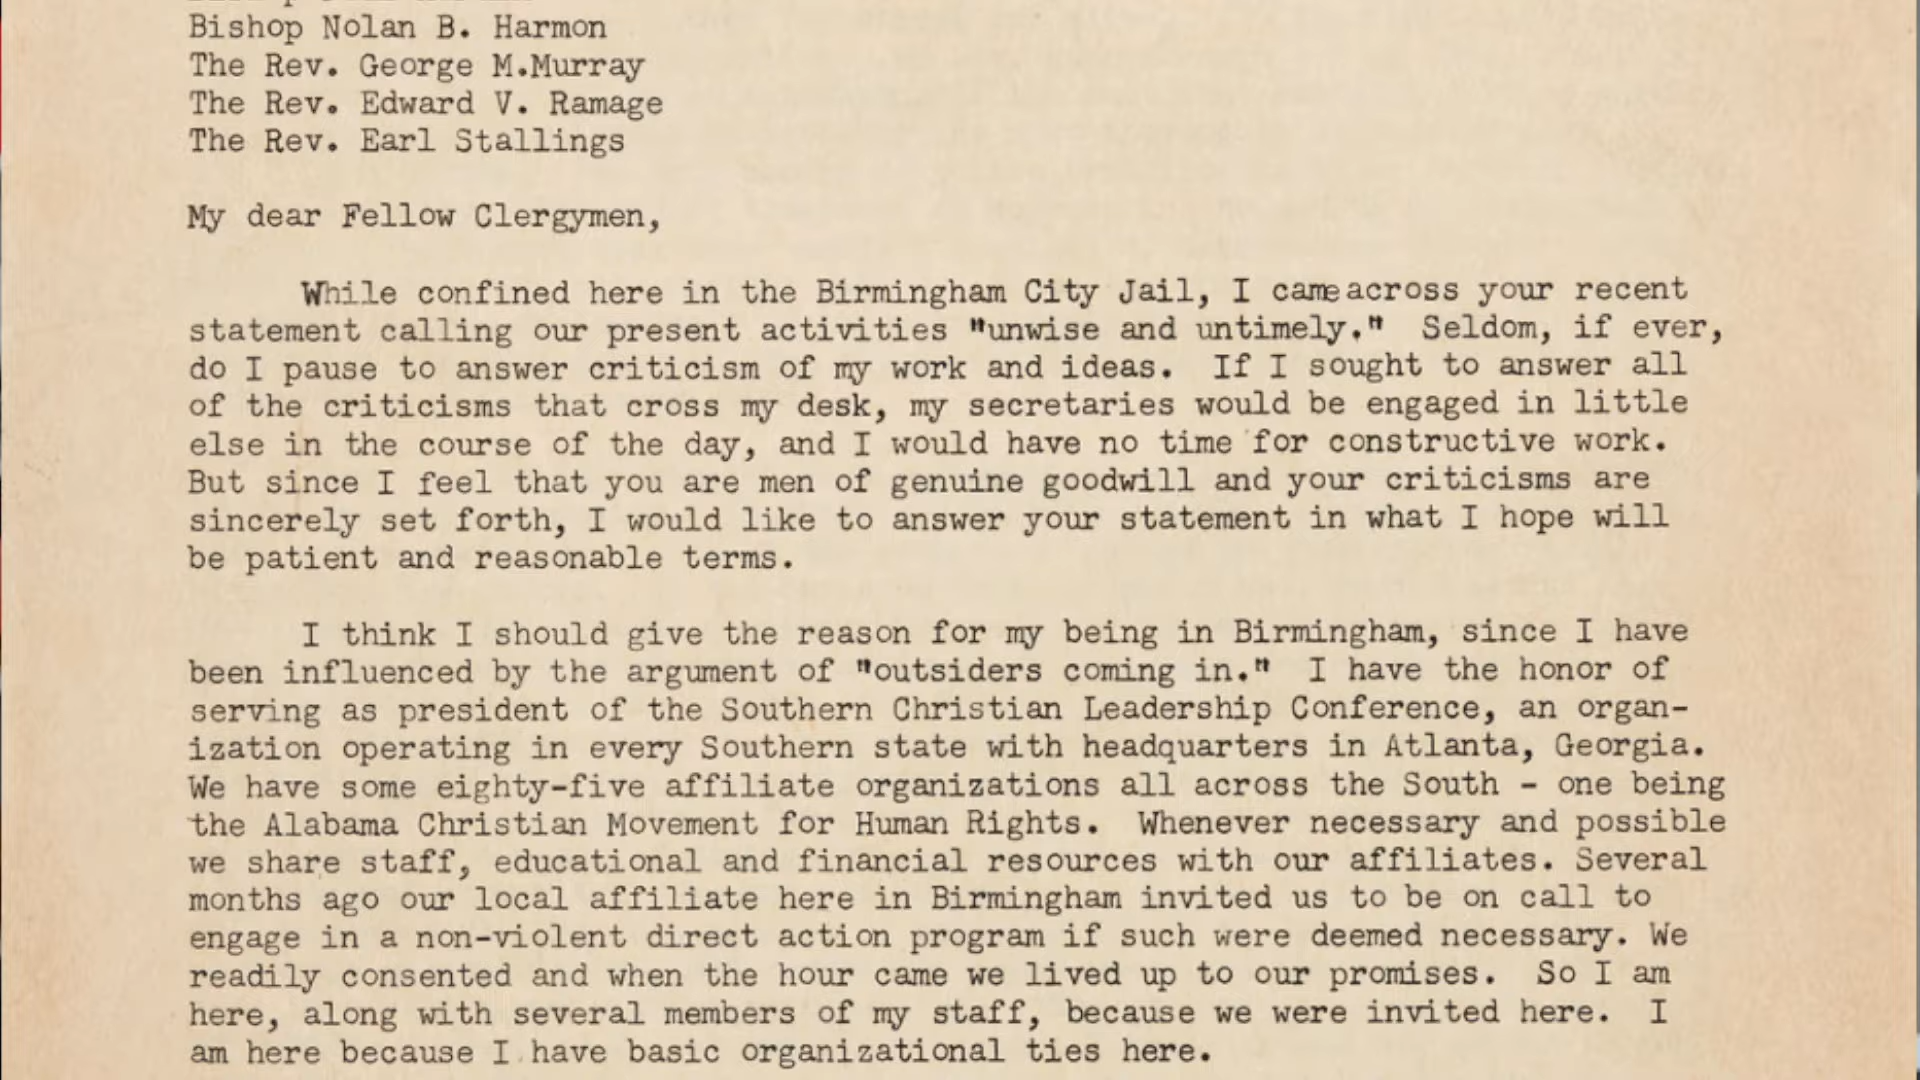 Bishop Nolan B. Harmon
The Rev. George M.Murray
The Rev. Edward V. Ramage
The Rev. Earl Stallings
My dear Fellow Clergymen,
While confined here in the Birmingham City Jail, I came across your recent
statement calling our present activities "unwise and untimely." Seldom, if ever,
do I pause to answer criticism of my work and ideas. If I sought to answer all
of the criticisms that cross my desk, my secretaries would be engaged in little
else in the course of the day, and I would have no time for constructive work.
But since I feel that you are men of genuine goodwill and your criticisms are
sincerely set forth, I would like to answer your statement in what I hope will
be patient and reasonable terms.
I think I should give the reason for my being in Birmingham, since I have
been influenced by the argument of "outsiders coming in." I have the honor of
serving as president of the Southern Christian Leadership Conference, an organ-
ization operating in every Southern state with headquarters in Atlanta, Georgia.
We have some eighty-five affiliate organizations all across the South - one being
the Alabama Christian Movement for Human Rights. Whenever necessary and possible
we share staff, educational and financial resources with our affiliates. Several
months ago our local affiliate here in Birmingham invited us to be on call to
engage in a non-violent direct action program if such were deemed necessary. We
readily consented and when the hour came we lived up to our promises. So I am
here, along with several members of my staff, because we were invited here. I
am here because I have basic organizational ties here.